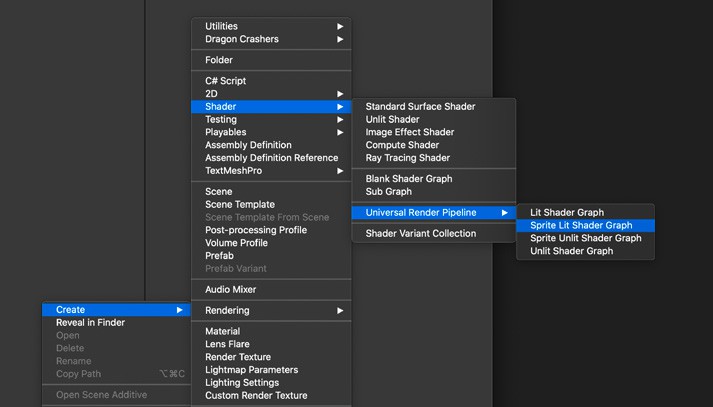 Utilities
Dragon Crashers
Folder
C# Script
2D
Shader
Testing
Playables
Assembly Definition
Assembly Definition Reference
TextMeshPro
Scene
Scene Template
Scene Template From Scene
Post-processing Profile
Volume Profile
Prefab
Prefab Variant
Audio Mixer
Rendering
Material
Lens Flare
Render Texture
Lightmap Parameters
Lighting Settings
Custom Render Texture
Standard Surface Shader
Unlit Shader
Image Effect Shader
Compute Shader
Ray Tracing Shader
Blank Shader Graph
Sub Graph
Universal Render Pipeline
Shader Variant Collection
Lit Shader Graph
Sprite Lit Shader Graph
Sprite Unlit Shader Graph
Unlit Shader Graph
Create
Reveal in Finder
Open
Delete
Rename
Copy Path ⌥⌘C
Open Scene Additive